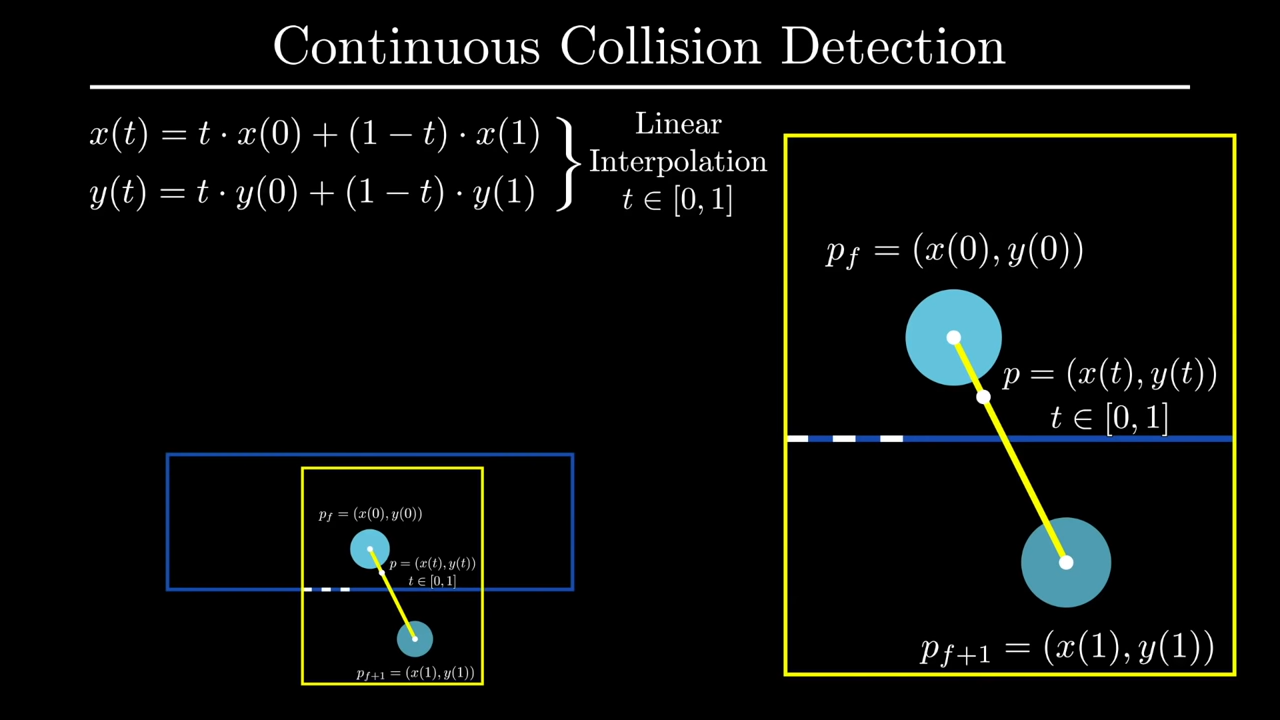 Continuous Collision Detection
x(t) = t · x(0) + (1 − t) · x(1)
y(t) = t · y(0) + (1 − t) · y(1)
Linear
Interpolation
t ∈ [0, 1]
p_f = (x(0), y(0))
p = (x(t), y(t))
t ∈ [0, 1]
p_{f+1} = (x(1), y(1))
p_f = (x(0), y(0))
p = (x(t), y(t))
t ∈ [0, 1]
p_{f+1} = (x(1), y(1))